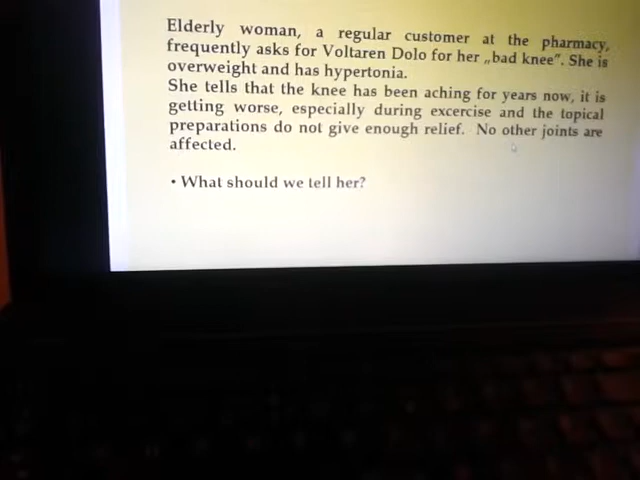 Elderly woman, a regular customer at the pharmacy,
frequently asks for Voltaren Dolo for her „bad knee". She is
overweight and has hypertonia.
She tells that the knee has been aching for years now, it is
getting worse, especially during excercise and the topical
preparations do not give enough relief. No other joints are
affected.
• What should we tell her?